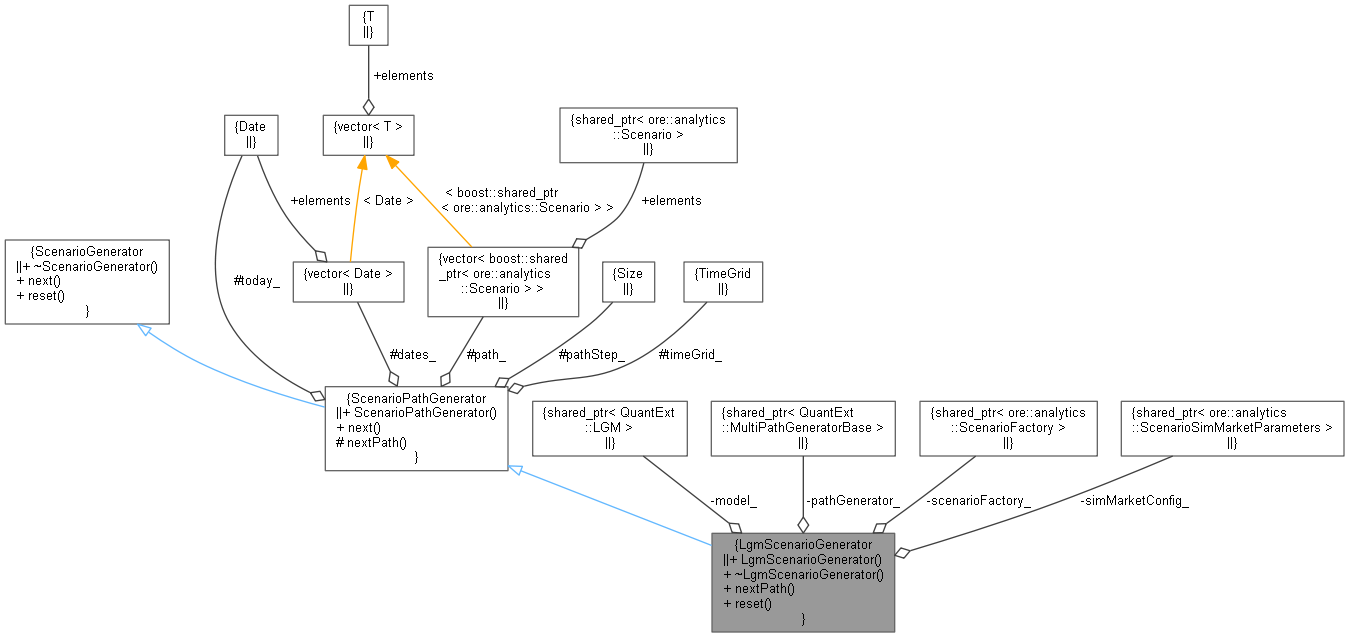 {T
||}
+elements
{Date
||}
{vector< T >
||}
{shared_ptr< ore::analytics
::Scenario >
||}
+elements
< Date >
< boost::shared_ptr
< ore::analytics::Scenario > >
+elements
{ScenarioGenerator
||+ ~ScenarioGenerator()
+ next()
+ reset()
}
#today_
{vector< Date >
||}
{vector< boost::shared
_ptr< ore::analytics
::Scenario > >
||}
{Size
||}
{TimeGrid
||}
#dates_
#path_
#pathStep_
#timeGrid_
{ScenarioPathGenerator
||+ ScenarioPathGenerator()
+ next()
# nextPath()
}
{shared_ptr< QuantExt
::LGM >
||}
{shared_ptr< QuantExt
::MultiPathGeneratorBase >
||}
{shared_ptr< ore::analytics
::ScenarioFactory >
||}
{shared_ptr< ore::analytics
::ScenarioSimMarketParameters >
||}
-model_
-pathGenerator_
-scenarioFactory_
-simMarketConfig_
{LgmScenarioGenerator
||+ LgmScenarioGenerator()
+ ~LgmScenarioGenerator()
+ nextPath()
+ reset()
}